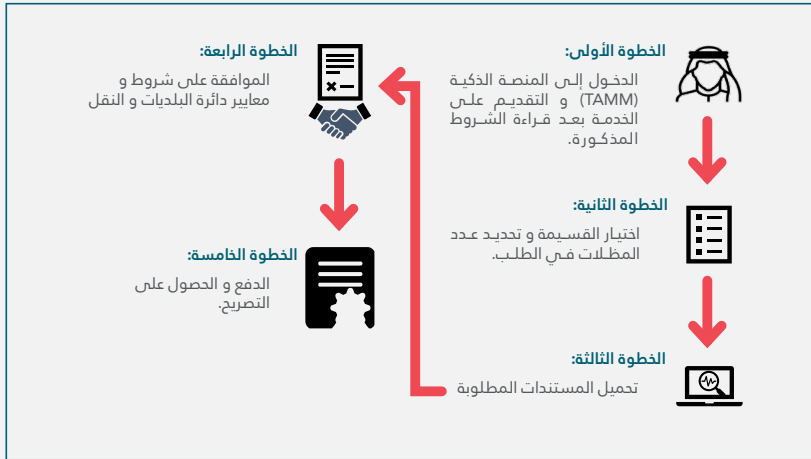 الخطوة الأولى:
الدخول إلى المنصة الذكية
(TAMM) و التقديم على
الخدمة بعد قراءة الشروط
المذكورة.
الخطوة الثانية:
اختيار القسيمة و تحديد عدد
المظلات في الطلب.
الخطوة الثالثة:
تحميل المستندات المطلوبة
الخطوة الرابعة:
الموافقة على شروط و
معايير دائرة البلديات و النقل
الخطوة الخامسة:
الدفع و الحصول على
التصريح.